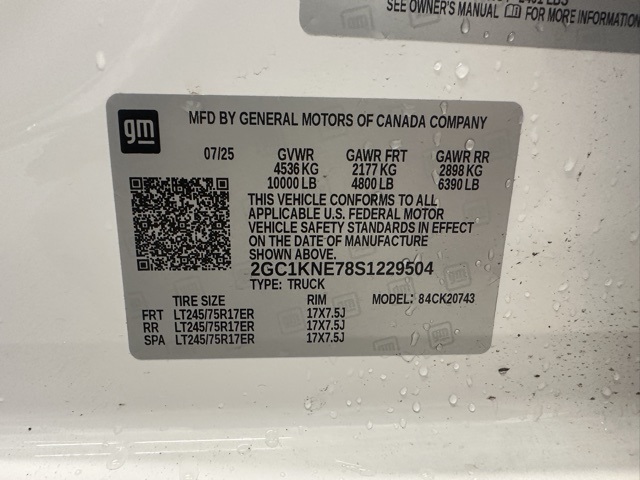 SEE OWNER'S MANUAL FOR MORE INFORMATION
gm
MFD BY GENERAL MOTORS OF CANADA COMPANY
07/25 GVWR GAWR FRT GAWR RR
4536 KG 2177 KG 2898 KG
10000 LB 4800 LB 6390 LB
THIS VEHICLE CONFORMS TO ALL
APPLICABLE U.S. FEDERAL MOTOR
VEHICLE SAFETY STANDARDS IN EFFECT
ON THE DATE OF MANUFACTURE
SHOWN ABOVE.
2GC1KNE78S1229504
TYPE: TRUCK MODEL: 84CK20743
TIRE SIZE RIM
FRT LT245/75R17ER 17X7.5J
RR LT245/75R17ER 17X7.5J
SPA LT245/75R17ER 17X7.5J